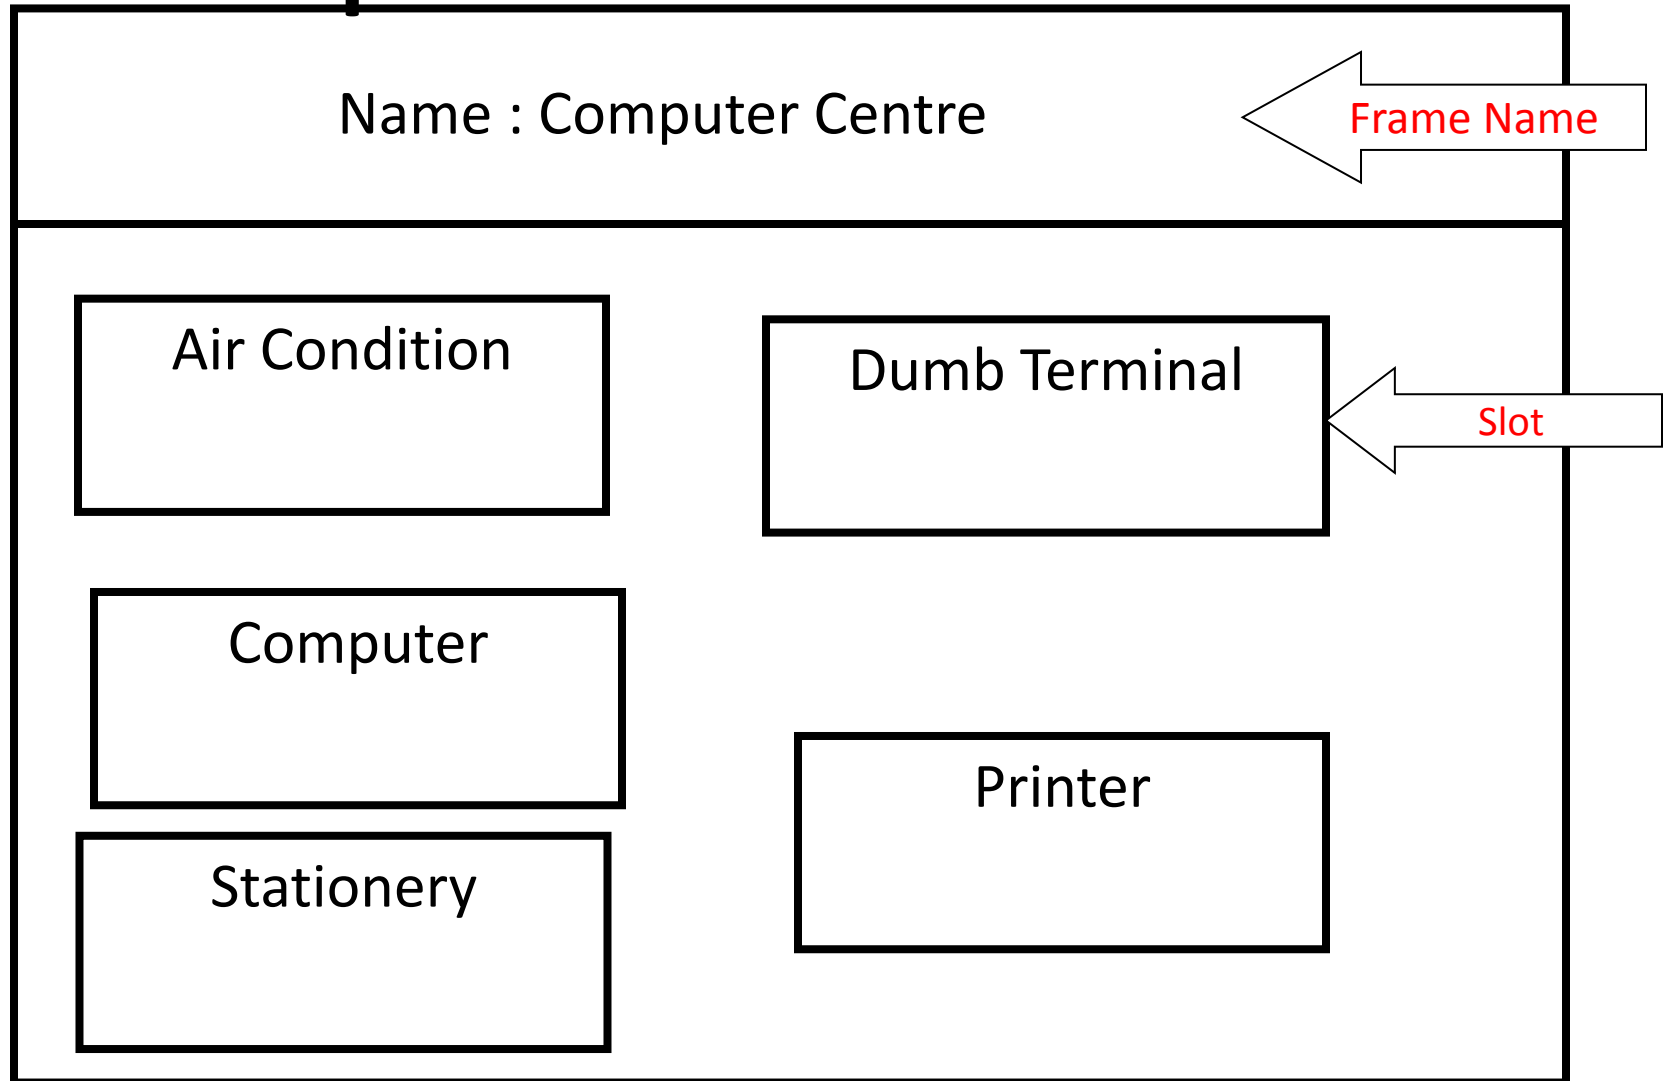 Name : Computer Centre
Frame Name
Air Condition
Dumb Terminal
Slot
Computer
Printer
Stationery